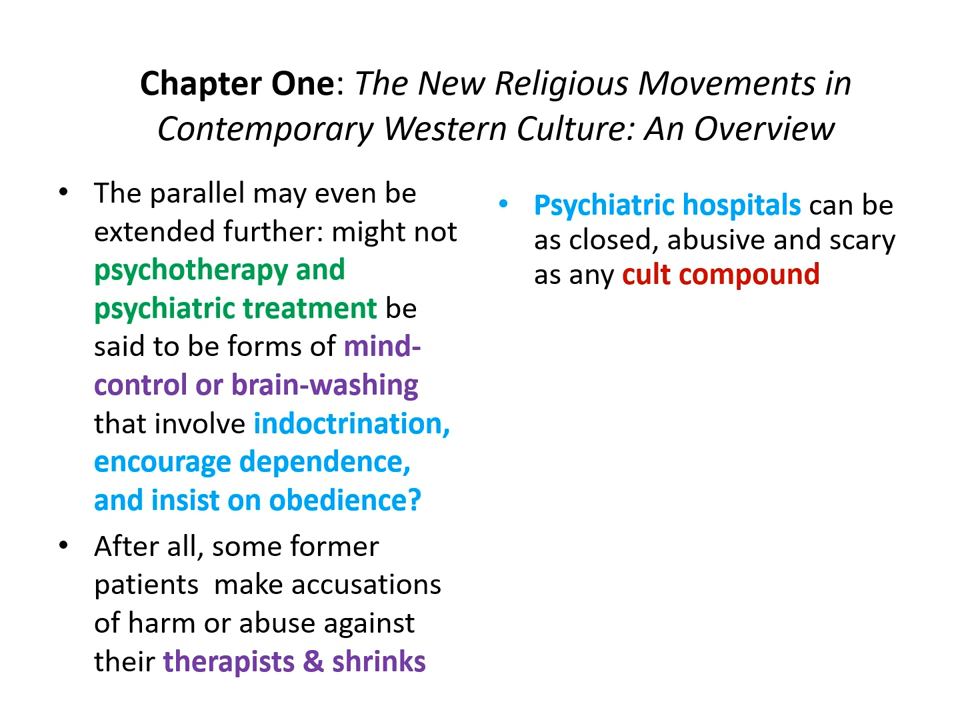 Chapter One: The New Religious Movements in
Contemporary Western Culture: An Overview
• The parallel may even be
extended further: might not
psychotherapy and
psychiatric treatment be
said to be forms of mind-
control or brain-washing
that involve indoctrination,
encourage dependence,
and insist on obedience?
• After all, some former
patients  make accusations
of harm or abuse against
their therapists & shrinks
• Psychiatric hospitals can be
as closed, abusive and scary
as any cult compound